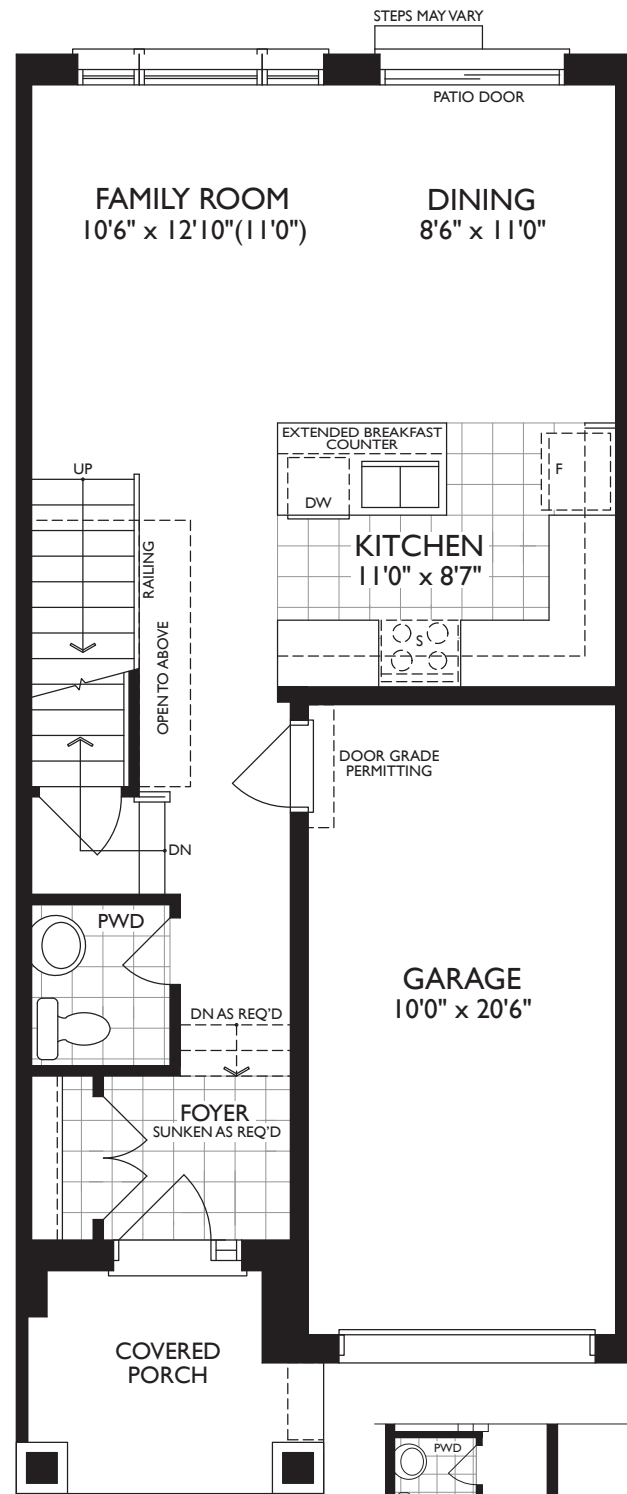 STEPS MAY VARY
PATIO DOOR
FAMILY ROOM
10'6" x 12'10"(11'0")
DINING
8'6" x 11'0"
EXTENDED BREAKFAST
COUNTER
UP
DW
F
RAILING
KITCHEN
11'0" x 8'7"
S
OPEN TO ABOVE
DOOR GRADE
PERMITTING
DN
PWD
GARAGE
10'0" x 20'6"
DN AS REQ'D
FOYER
SUNKEN AS REQ'D
COVERED
PORCH
PWD